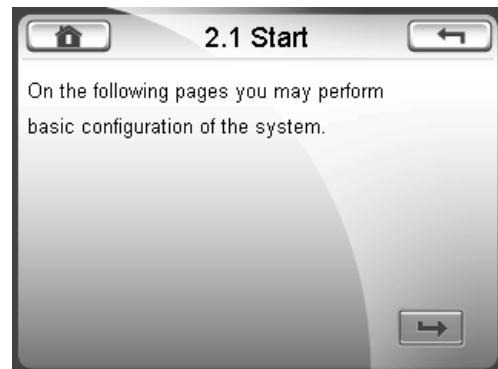 2.1 Start
On the following pages you may perform
basic configuration of the system.